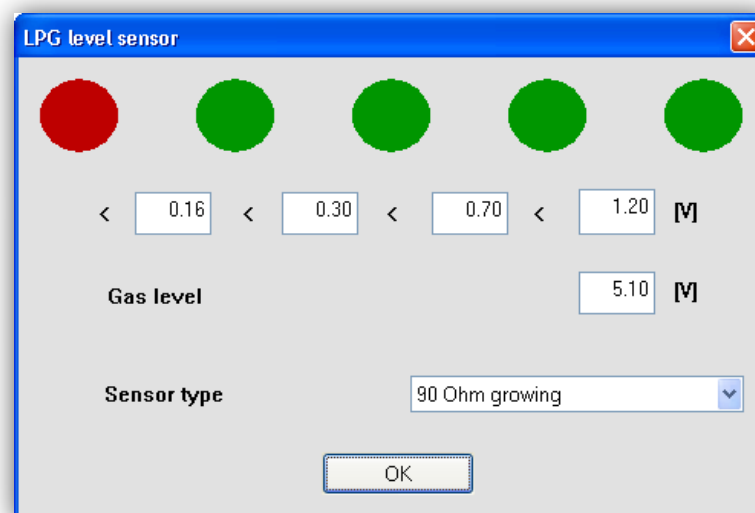 LPG level sensor
< 0.16 < 0.30 < 0.70 < 1.20 [V]
Gas level 5.10 [V]
Sensor type 90 Ohm growing
OK